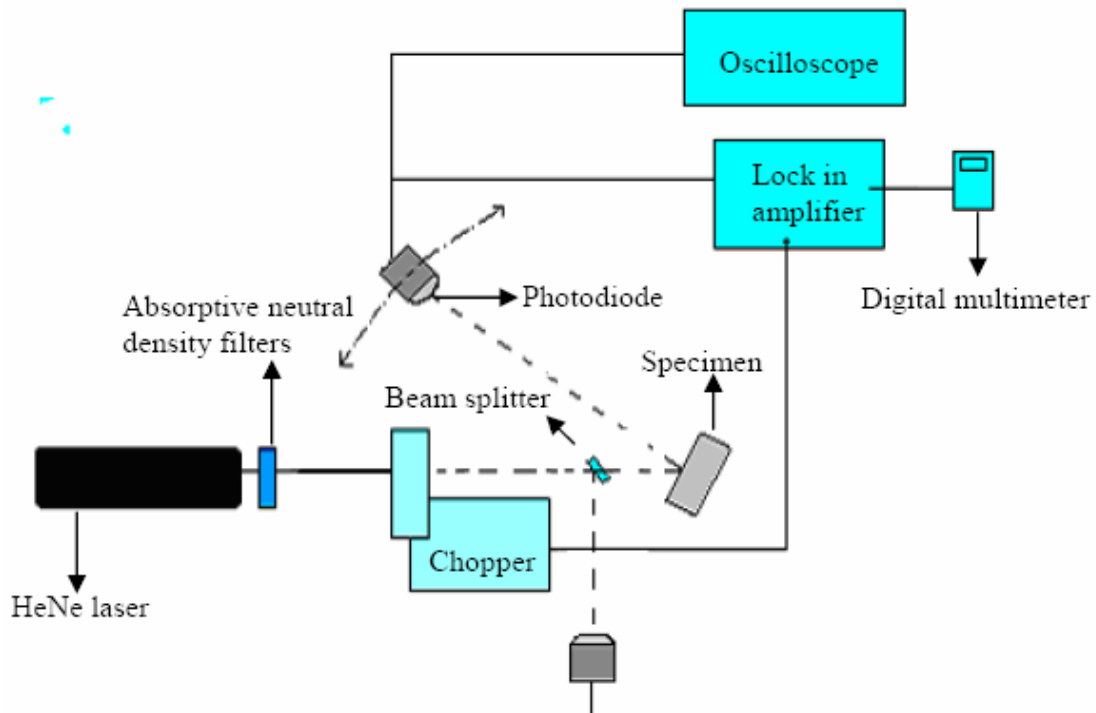 Oscilloscope
Lock in
amplifier
Digital multimeter
Photodiode
Absorptive neutral
density filters
Specimen
Beam splitter
Chopper
HeNe laser